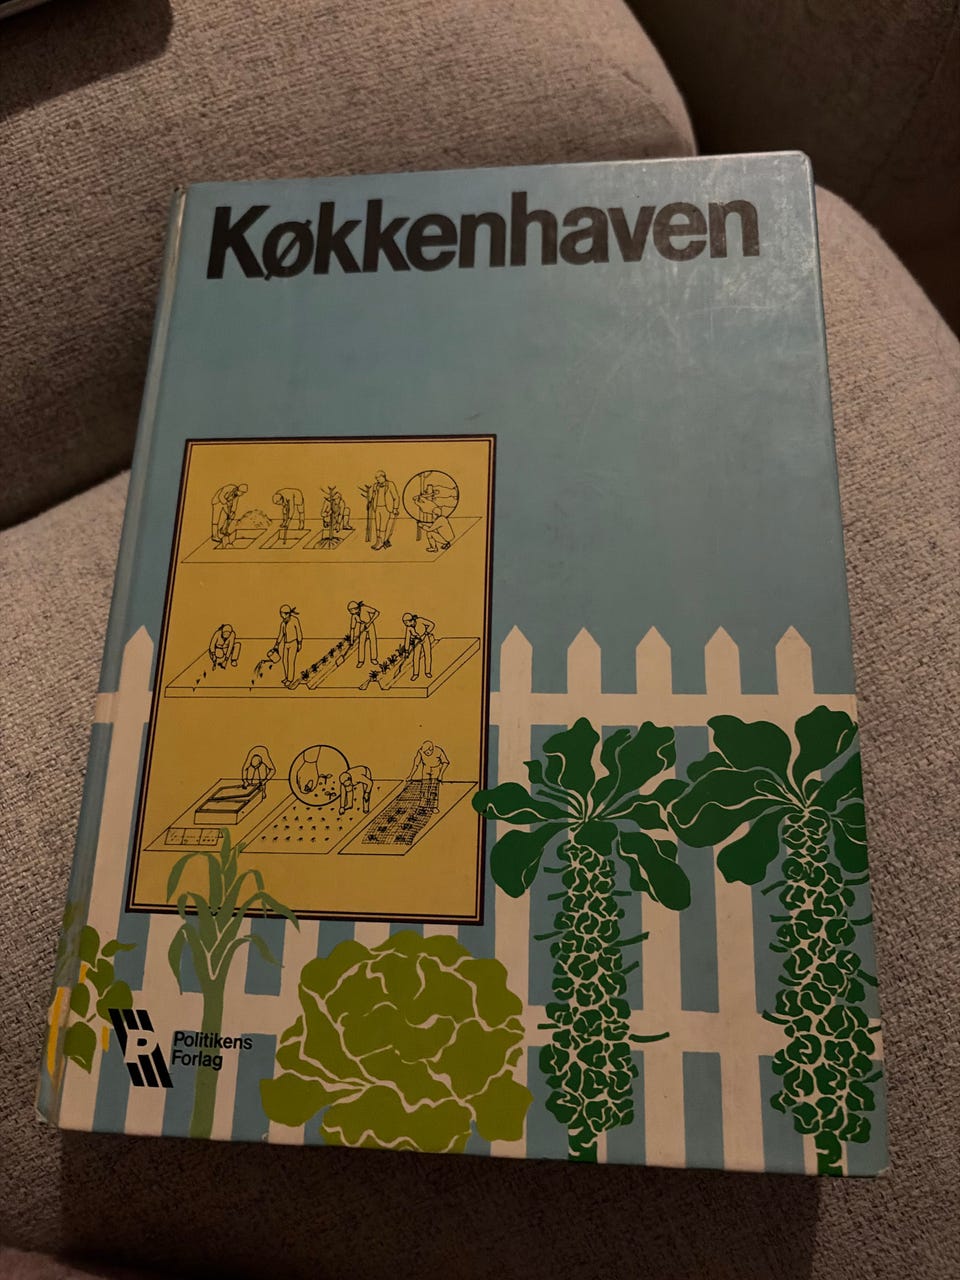 Køkkenhaven
P
Politikens
Forlag